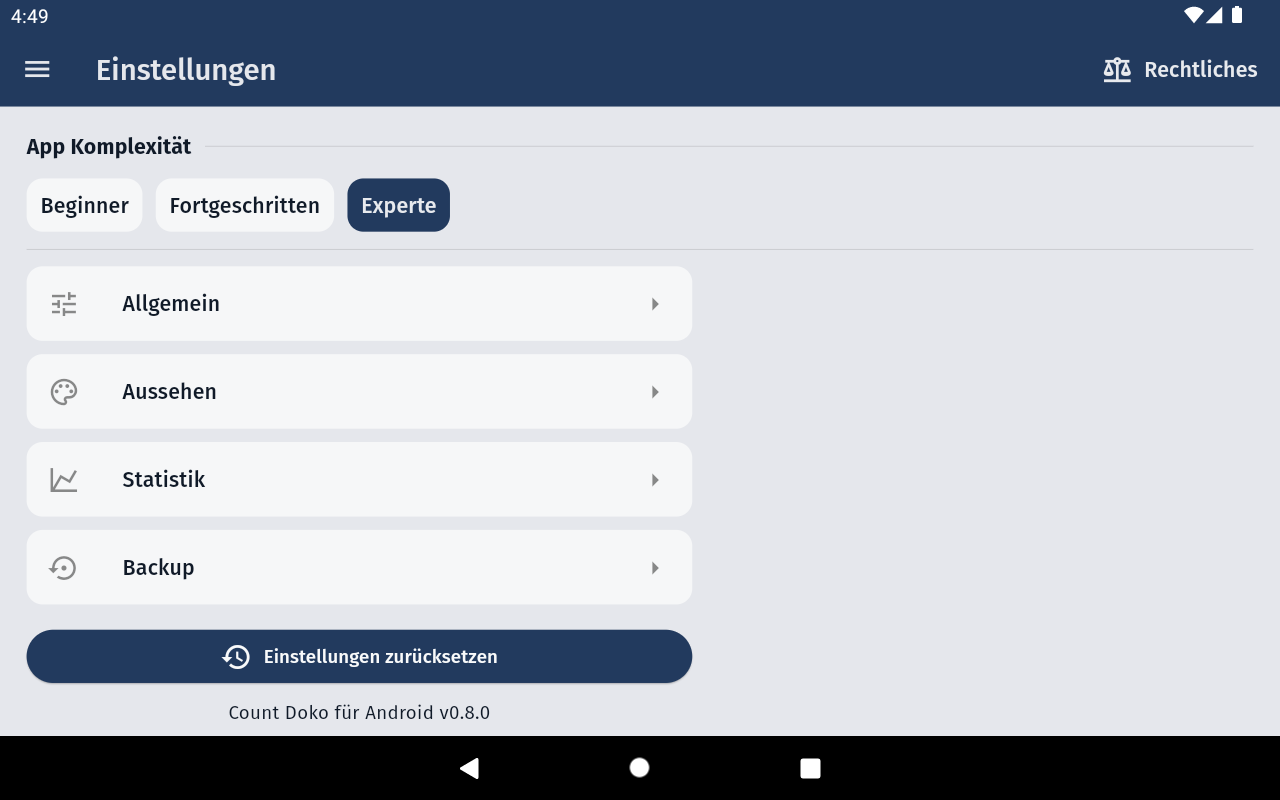 4:49
Einstellungen
Rechtliches
App Komplexität
Beginner
Fortgeschritten
Experte
Allgemein
Aussehen
Statistik
Backup
Einstellungen zurücksetzen
Count Doko für Android v0.8.0